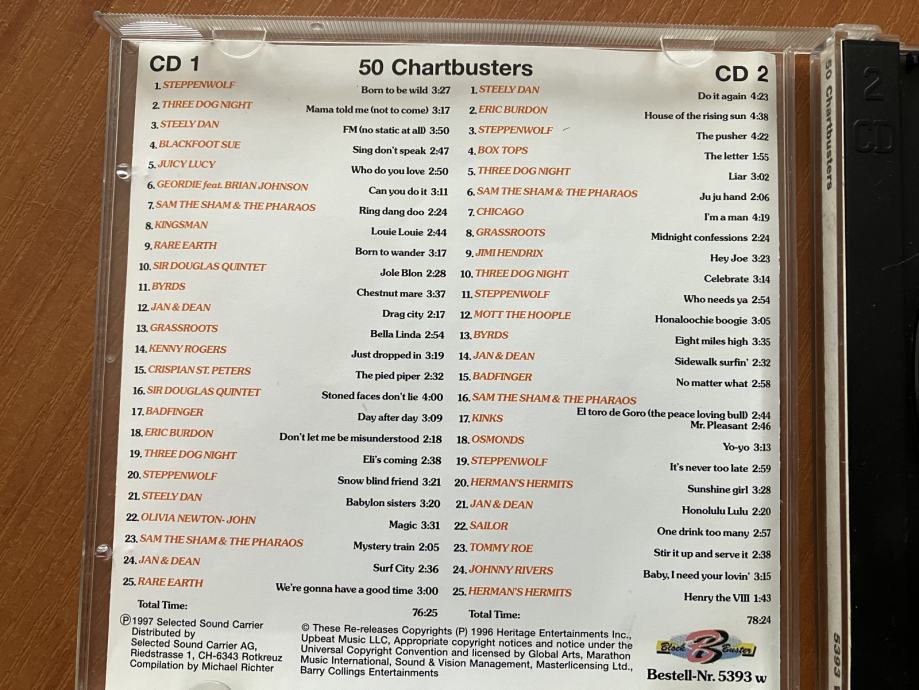 CD 1
50 Chartbusters
CD 2
1. STEPPENWOLF
Born to be wild 3:27
2. THREE DOG NIGHT
Mama told me (not to come) 3:17
3. STEELY DAN
FM (no static at all) 3:50
4. BLACKFOOT SUE
Sing don't speak 2:47
5. JUICY LUCY
Who do you love 2:50
6. GEORDIE feat. BRIAN JOHNSON
Can you do it 3:11
7. SAM THE SHAM & THE PHARAOS
Ring dang doo 2:24
8. KINGSMAN
Louie Louie 2:44
9. RARE EARTH
Born to wander 3:17
10. SIR DOUGLAS QUINTET
Jole Blon 2:28
11. BYRDS
Chestnut mare 3:37
12. JAN & DEAN
Drag city 2:17
13. GRASSROOTS
Bella Linda 2:54
14. KENNY ROGERS
Just dropped in 3:19
15. CRISPIAN ST. PETERS
The pied piper 2:32
16. SIR DOUGLAS QUINTET
Stoned faces don't lie 4:00
17. BADFINGER
Day after day 3:09
18. ERIC BURDON
Don't let me be misunderstood 2:18
19. THREE DOG NIGHT
Eli's coming 2:38
20. STEPPENWOLF
Snow blind friend 3:21
21. STEELY DAN
Babylon sisters 3:20
22. OLIVIA NEWTON- JOHN
Magic 3:31
23. SAM THE SHAM & THE PHARAOS
Mystery train 2:05
24. JAN & DEAN
Surf City 2:36
25. RARE EARTH
We're gonna have a good time 3:00
Total Time:
76:25
1. STEELY DAN
Do it again 4:23
2. ERIC BURDON
House of the rising sun 4:38
3. STEPPENWOLF
The pusher 4:22
4. BOX TOPS
The letter 1:55
5. THREE DOG NIGHT
Liar 3:02
6. SAM THE SHAM & THE PHARAOS
Ju ju hand 2:06
7. CHICAGO
I'm a man 4:19
8. GRASSROOTS
Midnight confessions 2:24
9. JIMI HENDRIX
Hey Joe 3:23
10. THREE DOG NIGHT
Celebrate 3:14
11. STEPPENWOLF
Who needs ya 2:54
12. MOTT THE HOOPLE
Honaloochie boogie 3:05
13. BYRDS
Eight miles high 3:35
14. JAN & DEAN
Sidewalk surfin' 2:32
15. BADFINGER
No matter what 2:58
16. SAM THE SHAM & THE PHARAOS
El toro de Goro (the peace loving bull) 2:44
17. KINKS
Mr. Pleasant 2:46
18. OSMONDS
Yo-yo 3:13
19. STEPPENWOLF
It's never too late 2:59
20. HERMAN'S HERMITS
Sunshine girl 3:28
21. JAN & DEAN
Honolulu Lulu 2:20
22. SAILOR
One drink too many 2:57
23. TOMMY ROE
Stir it up and serve it 2:38
24. JOHNNY RIVERS
Baby, I need your lovin' 3:15
25. HERMAN'S HERMITS
Henry the VIII 1:43
Total Time:
78:24
Ⓟ1997 Selected Sound Carrier
Distributed by
Selected Sound Carrier AG,
Riedstrasse 1, CH-6343 Rotkreuz
Compilation by Michael Richter
© These Re-releases Copyrights (P) 1996 Heritage Entertainments Inc.,
Upbeat Music LLC, Appropriate copyright notices and notice under the
Universal Copyright Convention and licensed by Global Arts, Marathon
Music International, Sound & Vision Management, Masterlicensing Ltd.,
Barry Collings Entertainments
Block B Buster
Bestell-Nr. 5393 w
50 Chartbusters
5393
2
CD